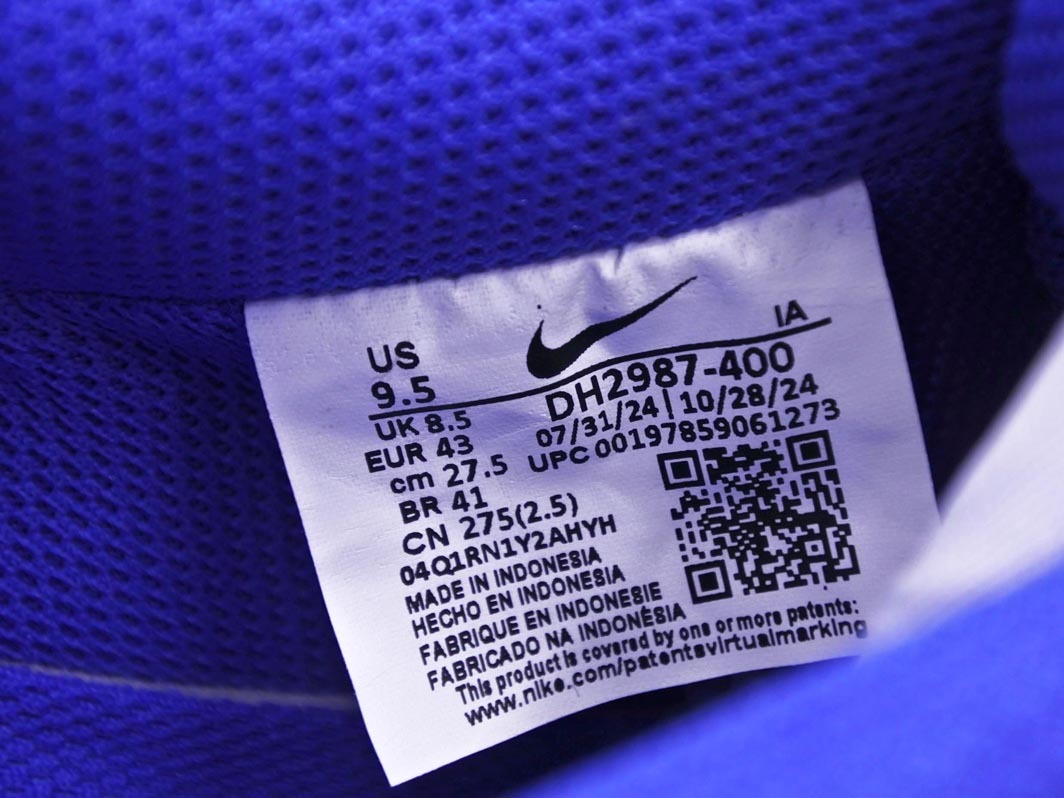 US
9.5
IA
UK 8.5
EUR 43
cm 27.5
BR 41
CN 275(2.5)
DH2987-400
07/31/24 | 10/28/24
UPC 00197859061273
04Q1RN1Y2AHYH
MADE IN INDONESIA
HECHO EN INDONESIA
FABRIQUE EN INDONESIE
FABRICADO NA INDONÉSIA
This product is covered by one or more patents:
www.nike.com/patentsvirtualmarking